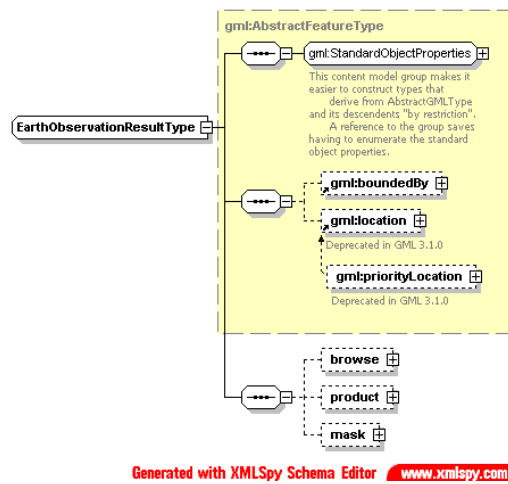 gml:AbstractFeatureType
gml:StandardObjectProperties
This content model group makes it
easier to construct types that
derive from AbstractGMLType
and its descendents "by restriction".
A reference to the group saves
having to enumerate the standard
object properties.
EarthObservationResultType
gml:boundedBy
gml:location
Deprecated in GML 3.1.0
gml:priorityLocation
Deprecated in GML 3.1.0
browse
product
mask
Generated with XMLSpy Schema Editor www.xmlspy.com